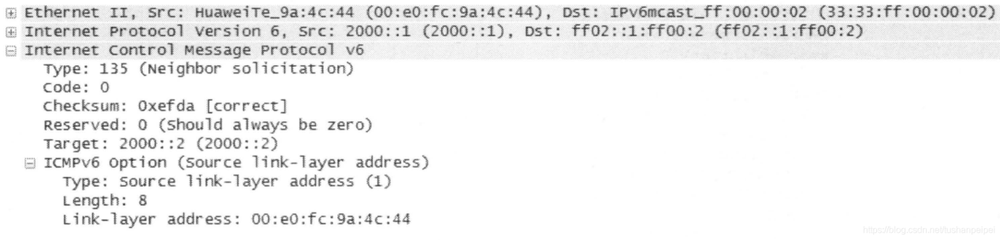 Ethernet II, Src: HuaweiTe_9a:4c:44 (00:e0:fc:9a:4c:44), Dst: IPv6mcast_ff:00:00:02 (33:33:ff:00:00:02)
Internet Protocol Version 6, Src: 2000::1 (2000::1), Dst: ff02::1:ff00:2 (ff02::1:ff00:2)
Internet Control Message Protocol v6
Type: 135 (Neighbor solicitation)
Code: 0
Checksum: 0xefda [correct]
Reserved: 0 (Should always be zero)
Target: 2000::2 (2000::2)
ICMPv6 Option (Source link-layer address)
Type: Source link-layer address (1)
Length: 8
Link-layer address: 00:e0:fc:9a:4c:44
https://blog.csdn.net/tushanpeipei